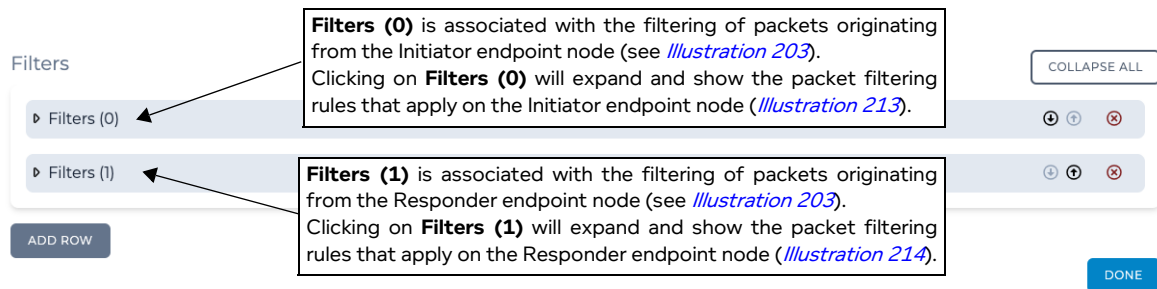 Filters (0) is associated with the filtering of packets originating
from the Initiator endpoint node (see Illustration 203).
Clicking on Filters (0) will expand and show the packet filtering
rules that apply on the Initiator endpoint node (Illustration 213).
Filters
COLLAPSE ALL
Filters (0)
Filters (1)
Filters (1) is associated with the filtering of packets originating
from the Responder endpoint node (see Illustration 203).
Clicking on Filters (1) will expand and show the packet filtering
rules that apply on the Responder endpoint node (Illustration 214).
ADD ROW
DONE